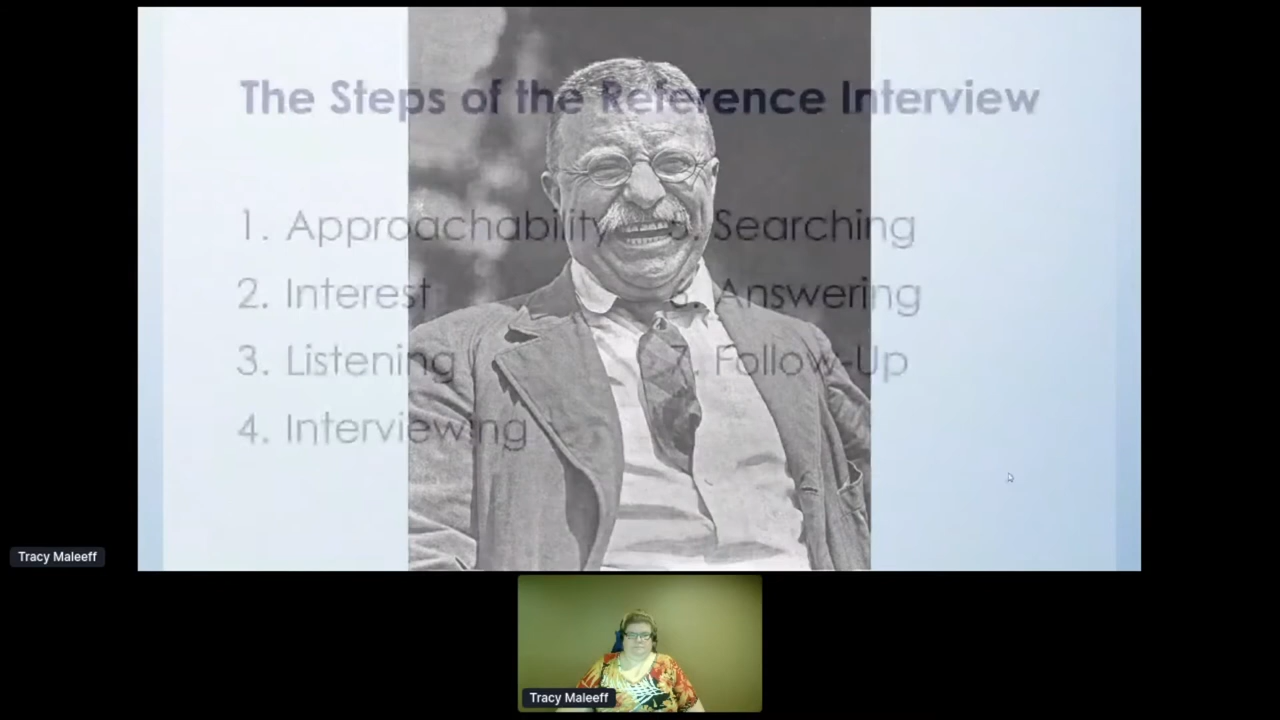 The Steps of the Reference Interview
1. Approachability
2. Interest
3. Listening
4. Interviewing
5. Searching
6. Answering
7. Follow-Up
Tracy Maleeff
Tracy Maleeff